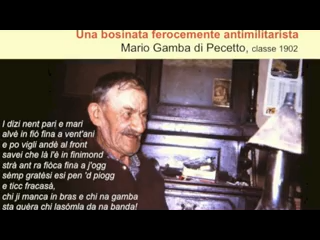 Una bosinata ferocemente antimilitarista
Mario Gamba di Pecetto, classe 1902
I dizi nent pari e mari
alvè in fiò fina a vent'ani
e po vigli andè al front
savei che là l'è in finimond
strà ant ra fiòca fina a j'ogg
sèmp gratèsi esi pen 'd piogg
e ticc fracasà,
chi ji manca in bras e chi na gamba
sta guèra chi lasòmla da na banda!